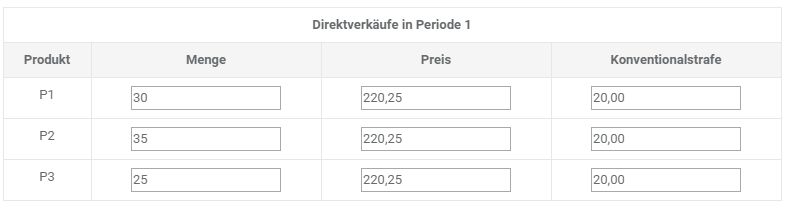 Direktverkäufe in Periode 1
Produkt Menge Preis Konventionalstrafe
P1 30 220,25 20,00
P2 35 220,25 20,00
P3 25 220,25 20,00